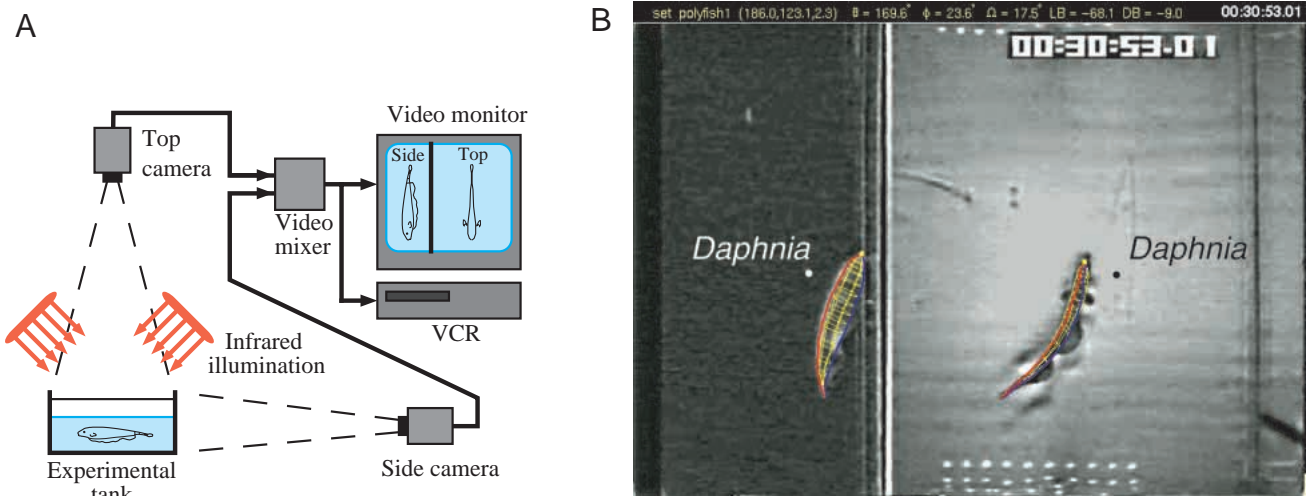 A
Top
camera
Video monitor
Side
Top
Video
mixer
VCR
Infrared
illumination
Side camera
Experimental
tank
B
set polyfish1 (186.0,123.1,2.3) θ = 169.6° ϕ = 23.6° Ω = 17.5° LB = -68.1 DB = -9.0 00:30:53.01
00:30:53-01
Daphnia
Daphnia